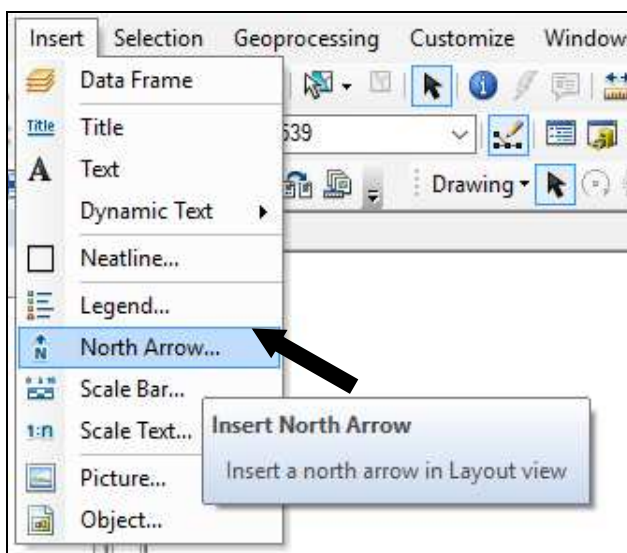 Insert Selection Geoprocessing Customize Window
Data Frame
Title Title
539
A Text
Drawing
Dynamic Text
Neatline...
Legend...
N North Arrow...
Scale Bar...
1:n Scale Text...
Insert North Arrow
Insert a north arrow in Layout view
Picture...
Object...